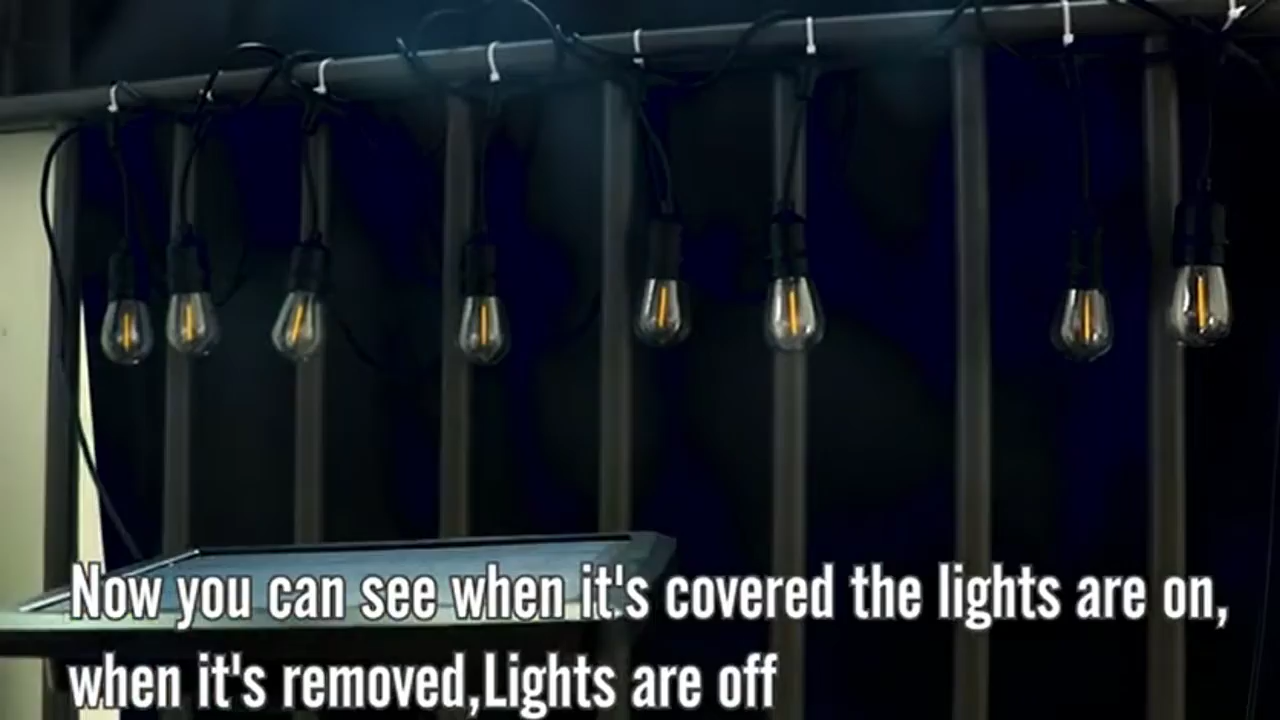 Now you can see when it's covered the lights are on,
when it's removed,Lights are off